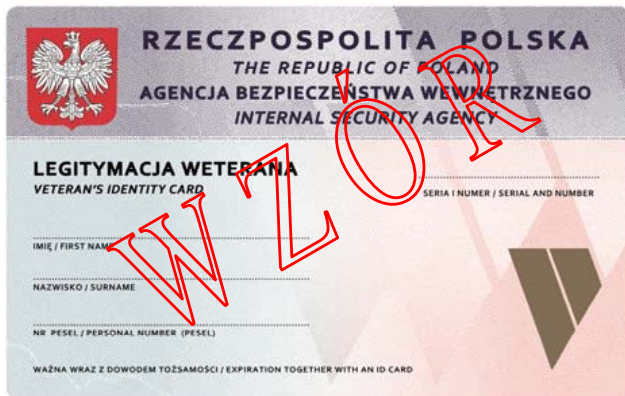 RZECZPOSPOLITA POLSKA
THE REPUBLIC OF POLAND
AGENCJA BEZPIECZEŃSTWA WEWNĘTRZNEGO
INTERNAL SECURITY AGENCY
LEGITYMACJA WETERANA
VETERAN'S IDENTITY CARD
SERIA I NUMER / SERIAL AND NUMBER
IMIĘ / FIRST NAME
NAZWISKO / SURNAME
NR PESEL / PERSONAL NUMBER (PESEL)
WAŻNA WRAZ Z DOWODEM TOŻSAMOŚCI / EXPIRATION TOGETHER WITH AN ID CARD
WZÓR